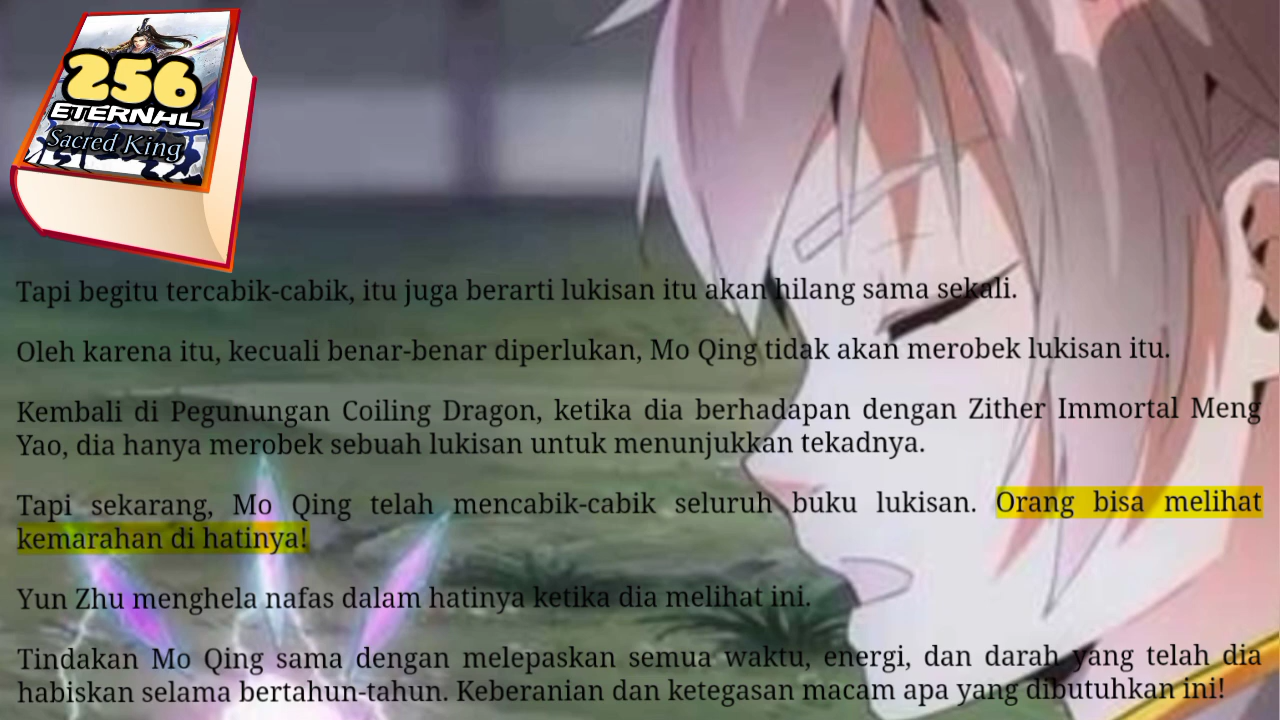 256
ETERNAL
Sacred King
Tapi begitu tercabik-cabik, itu juga berarti lukisan itu akan hilang sama sekali.
Oleh karena itu, kecuali benar-benar diperlukan, Mo Qing tidak akan merobek lukisan itu.
Kembali di Pegunungan Coiling Dragon, ketika dia berhadapan dengan Zither Immortal Meng
Yao, dia hanya merobek sebuah lukisan untuk menunjukkan tekadnya.
Tapi sekarang, Mo Qing telah mencabik-cabik seluruh buku lukisan. Orang bisa melihat
kemarahan di hatinya!
Yun Zhu menghela nafas dalam hatinya ketika dia melihat ini.
Tindakan Mo Qing sama dengan melepaskan semua waktu, energi, dan darah yang telah dia
habiskan selama bertahun-tahun. Keberanian dan ketegasan macam apa yang dibutuhkan ini!